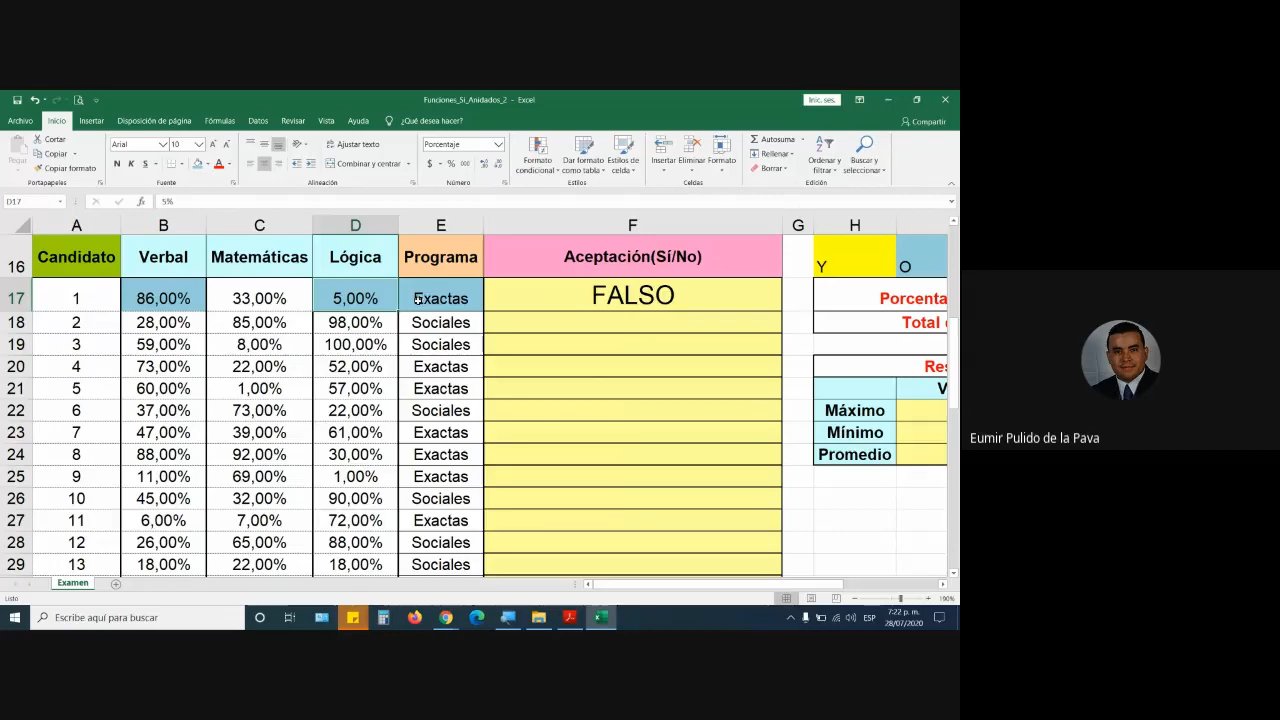 Funciones_Si_Anidados_2 - Excel
Inic. ses.
Archivo Inicio Insertar Disposición de página Fórmulas Datos Revisar Vista Ayuda ¿Qué desea hacer? Compartir
Pegar Cortar Copiar Copiar formato
Portapapeles
Arial 10
N K S
Fuente
Ajustar texto
Combinar y centrar
Alineación
Porcentaje
$ % 000
Número
Formato condicional Dar formato como tabla Estilos de celda
Estilos
Insertar Eliminar Formato
Celdas
Autosuma
Rellenar
Borrar
Ordenar y filtrar Buscar y seleccionar
Edición
D17 fx 5%
A B C D E F G H
16 Candidato Verbal Matemáticas Lógica Programa Aceptación(Sí/No) Y O
17 1 86,00% 33,00% 5,00% Exactas FALSO Porcenta
18 2 28,00% 85,00% 98,00% Sociales Total
19 3 59,00% 8,00% 100,00% Sociales
20 4 73,00% 22,00% 52,00% Exactas Res
21 5 60,00% 1,00% 57,00% Exactas V
22 6 37,00% 73,00% 22,00% Sociales Máximo
23 7 47,00% 39,00% 61,00% Exactas Mínimo
24 8 88,00% 92,00% 30,00% Exactas Promedio
25 9 11,00% 69,00% 1,00% Exactas
26 10 45,00% 32,00% 90,00% Sociales
27 11 6,00% 7,00% 72,00% Exactas
28 12 26,00% 65,00% 88,00% Sociales
29 13 18,00% 22,00% 18,00% Sociales
Examen
Listo 190%
Escribe aquí para buscar
ESP
7:22 p. m.
28/07/2020
Eumir Pulido de la Pava